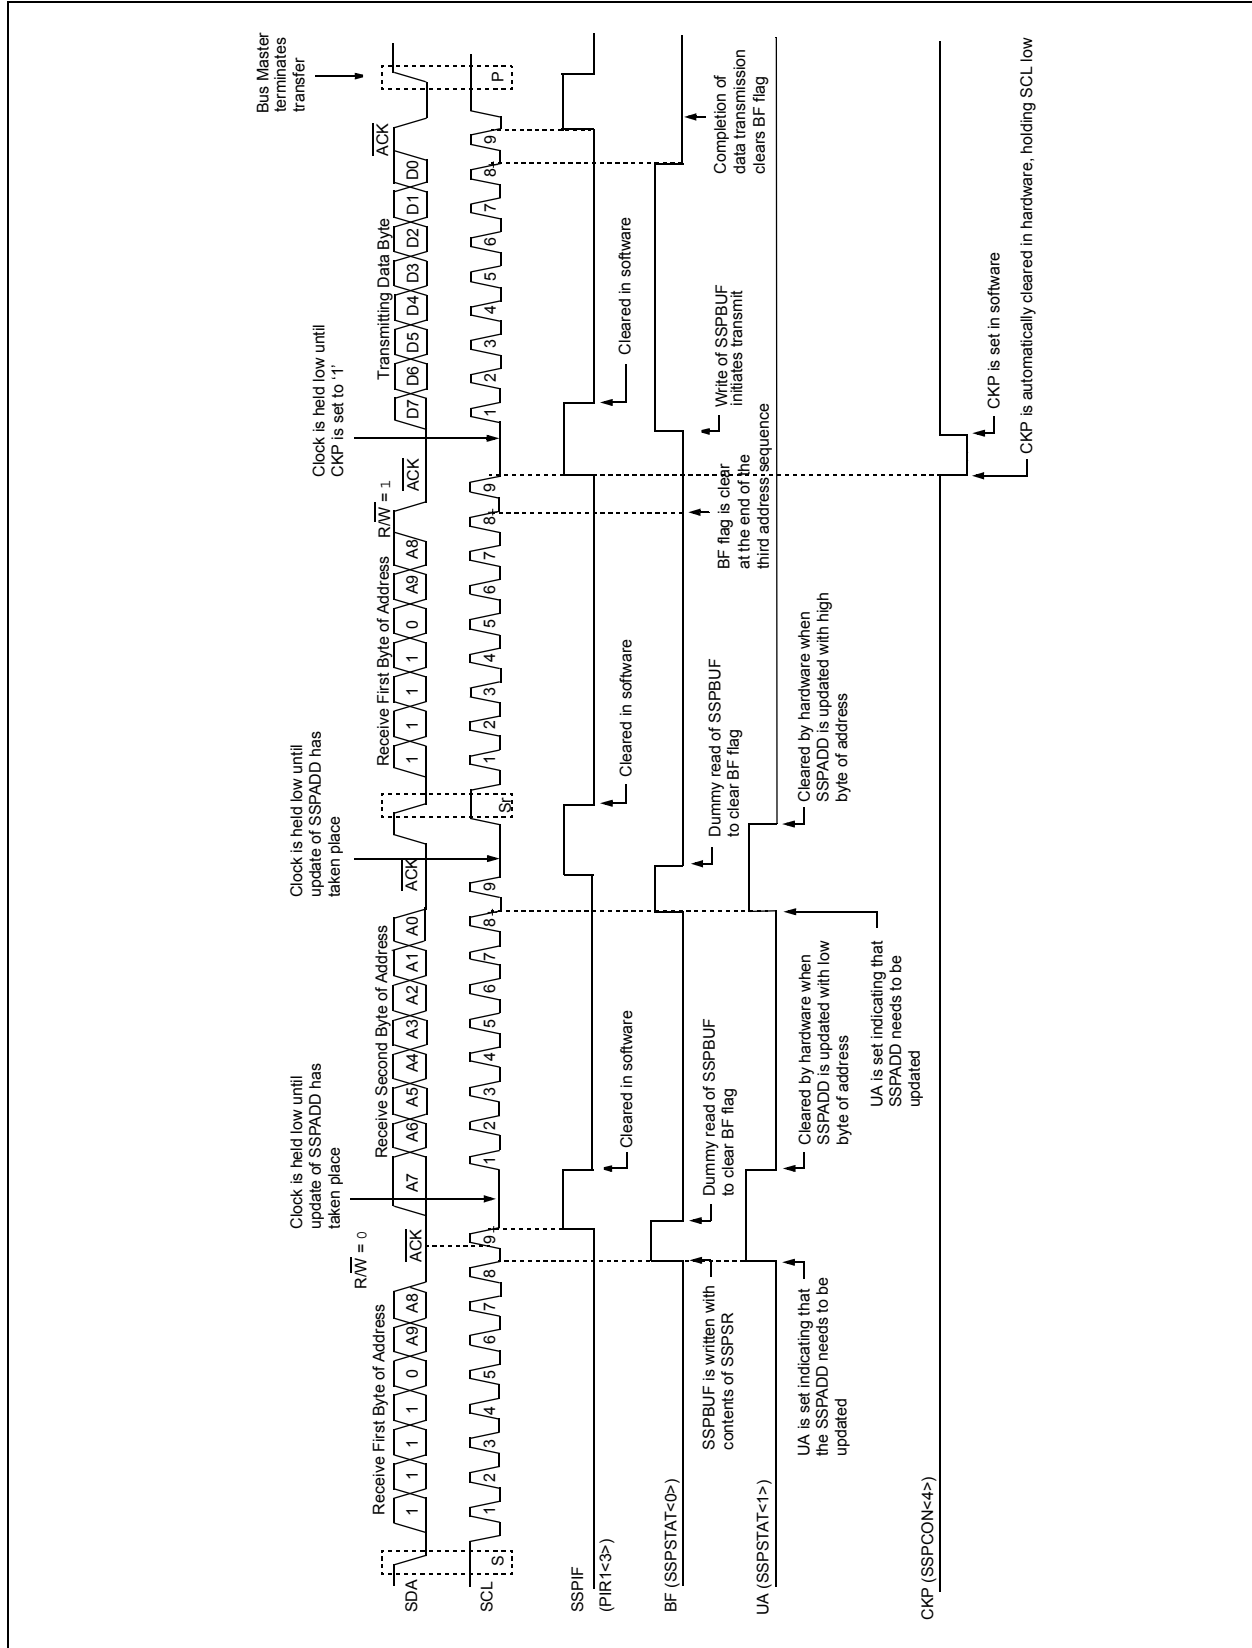 Bus Master
terminates
transfer
Clock is held low until
update of SSPADD has
taken place
Clock is held low until
update of SSPADD has
taken place
Clock is held low until
CKP is set to ‘1’
R/W = 0
R/W = 1
Receive First Byte of Address
ACK
Receive Second Byte of Address
ACK
Receive First Byte of Address
ACK
Transmitting Data Byte
ACK
SDA
1 1 1 1 0 A9 A8
A7 A6 A5 A4 A3 A2 A1 A0
1 1 1 1 0 A9 A8
D7 D6 D5 D4 D3 D2 D1 D0
SCL
S
1 2 3 4 5 6 7 8 9
1 2 3 4 5 6 7 8 9
Sr
1 2 3 4 5 6 7 8 9
1 2 3 4 5 6 7 8 9
P
SSPIF
(PIR1<3>)
Cleared in software
Cleared in software
Cleared in software
BF (SSPSTAT<0>)
SSPBUF is written with
contents of SSPSR
Dummy read of SSPBUF
to clear BF flag
Dummy read of SSPBUF
to clear BF flag
BF flag is clear
at the end of the
third address sequence
Write of SSPBUF
initiates transmit
Completion of
data transmission
clears BF flag
UA (SSPSTAT<1>)
UA is set indicating that
the SSPADD needs to be
updated
Cleared by hardware when
SSPADD is updated with low
byte of address
UA is set indicating that
SSPADD needs to be
updated
Cleared by hardware when
SSPADD is updated with high
byte of address
CKP (SSPCON<4>)
CKP is set in software
CKP is automatically cleared in hardware, holding SCL low